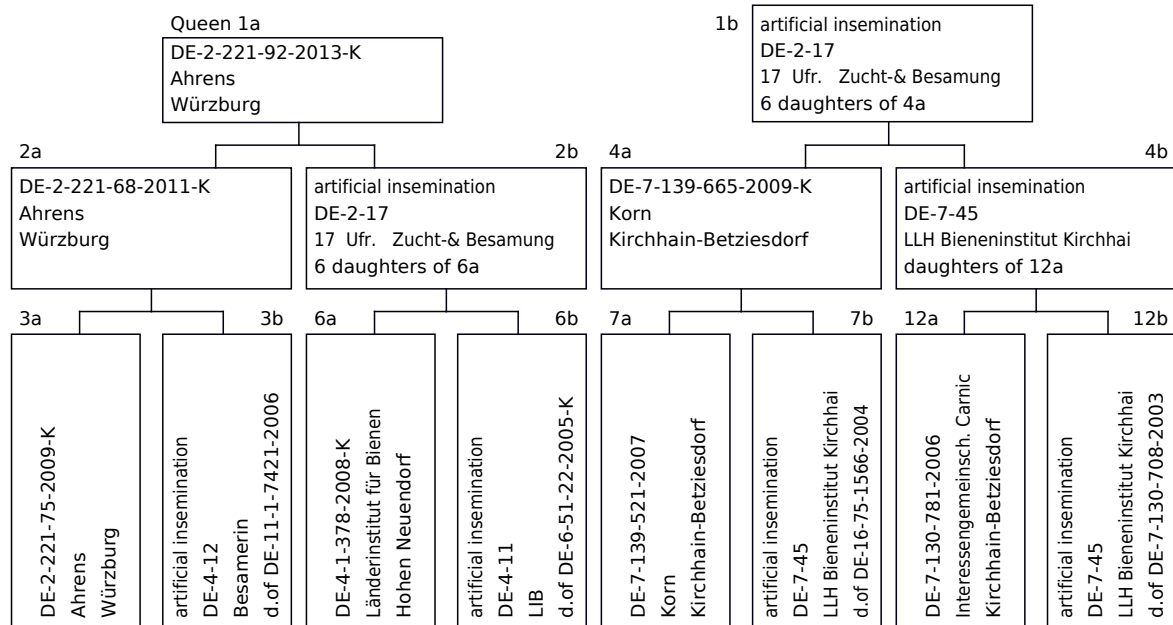 Queen 1a
DE-2-221-92-2013-K
Ahrens
Würzburg
1b
artificial insemination
DE-2-17
17 Ufr. Zucht-& Besamung
6 daughters of 4a
2a
DE-2-221-68-2011-K
Ahrens
Würzburg
2b
artificial insemination
DE-2-17
17 Ufr. Zucht-& Besamung
6 daughters of 6a
4a
DE-7-139-665-2009-K
Korn
Kirchhain-Betziesdorf
4b
artificial insemination
DE-7-45
LLH Bieneninstitut Kirchhai
daughters of 12a
3a
DE-2-221-75-2009-K
Ahrens
Würzburg
3b
artificial insemination
DE-4-12
Besamerin
d.of DE-11-1-7421-2006
6a
DE-4-1-378-2008-K
Länderinstitut für Bienen
Hohen Neuendorf
6b
artificial insemination
DE-4-11
LIB
d.of DE-6-51-22-2005-K
7a
DE-7-139-521-2007
Korn
Kirchhain-Betziesdorf
7b
artificial insemination
DE-7-45
LLH Bieneninstitut Kirchhai
d.of DE-16-75-1566-2004
12a
DE-7-130-781-2006
Interessengemeinsch. Carnic
Kirchhain-Betziesdorf
12b
artificial insemination
DE-7-45
LLH Bieneninstitut Kirchhai
d.of DE-7-130-708-2003